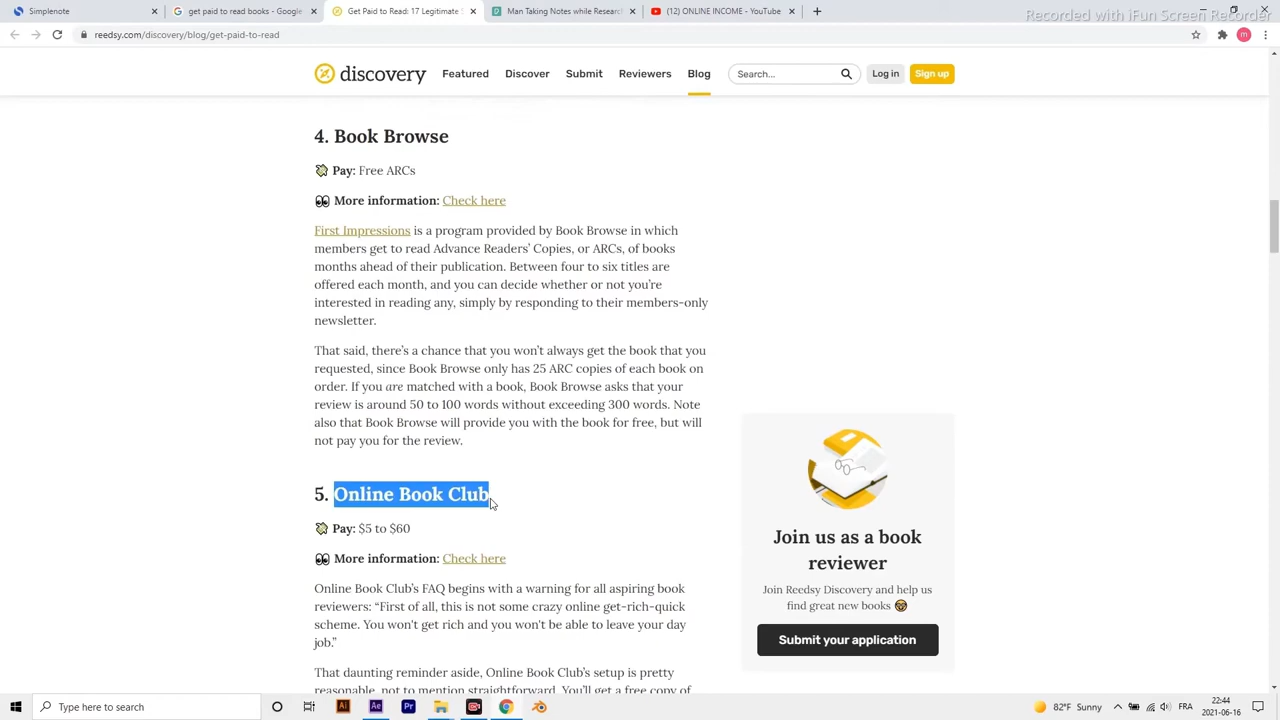 Simplenote
get paid to read books - Google
Get Paid to Read: 17 Legitimate S
Man Taking Notes while Research
(12) ONLINE INCOME - YouTube
Recorded with iFun Screen Recorder
reedsy.com/discovery/blog/get-paid-to-read
m
discovery
Featured
Discover
Submit
Reviewers
Blog
Search...
Log in
Sign up
4. Book Browse
Pay: Free ARCs
More information: Check here
First Impressions is a program provided by Book Browse in which
members get to read Advance Readers' Copies, or ARCs, of books
months ahead of their publication. Between four to six titles are
offered each month, and you can decide whether or not you're
interested in reading any, simply by responding to their members-only
newsletter.
That said, there's a chance that you won't always get the book that you
requested, since Book Browse only has 25 ARC copies of each book on
order. If you are matched with a book, Book Browse asks that your
review is around 50 to 100 words without exceeding 300 words. Note
also that Book Browse will provide you with the book for free, but will
not pay you for the review.
5. Online Book Club
Pay: $5 to $60
More information: Check here
Online Book Club's FAQ begins with a warning for all aspiring book
reviewers: "First of all, this is not some crazy online get-rich-quick
scheme. You won't get rich and you won't be able to leave your day
job."
That daunting reminder aside, Online Book Club's setup is pretty
reasonable, not to mention straightforward. You'll get a free copy of
Join us as a book
reviewer
Join Reedsy Discovery and help us
find great new books
Submit your application
Type here to search
Ai
Ae
Pr
82°F Sunny
FRA
22:44
2021-06-16